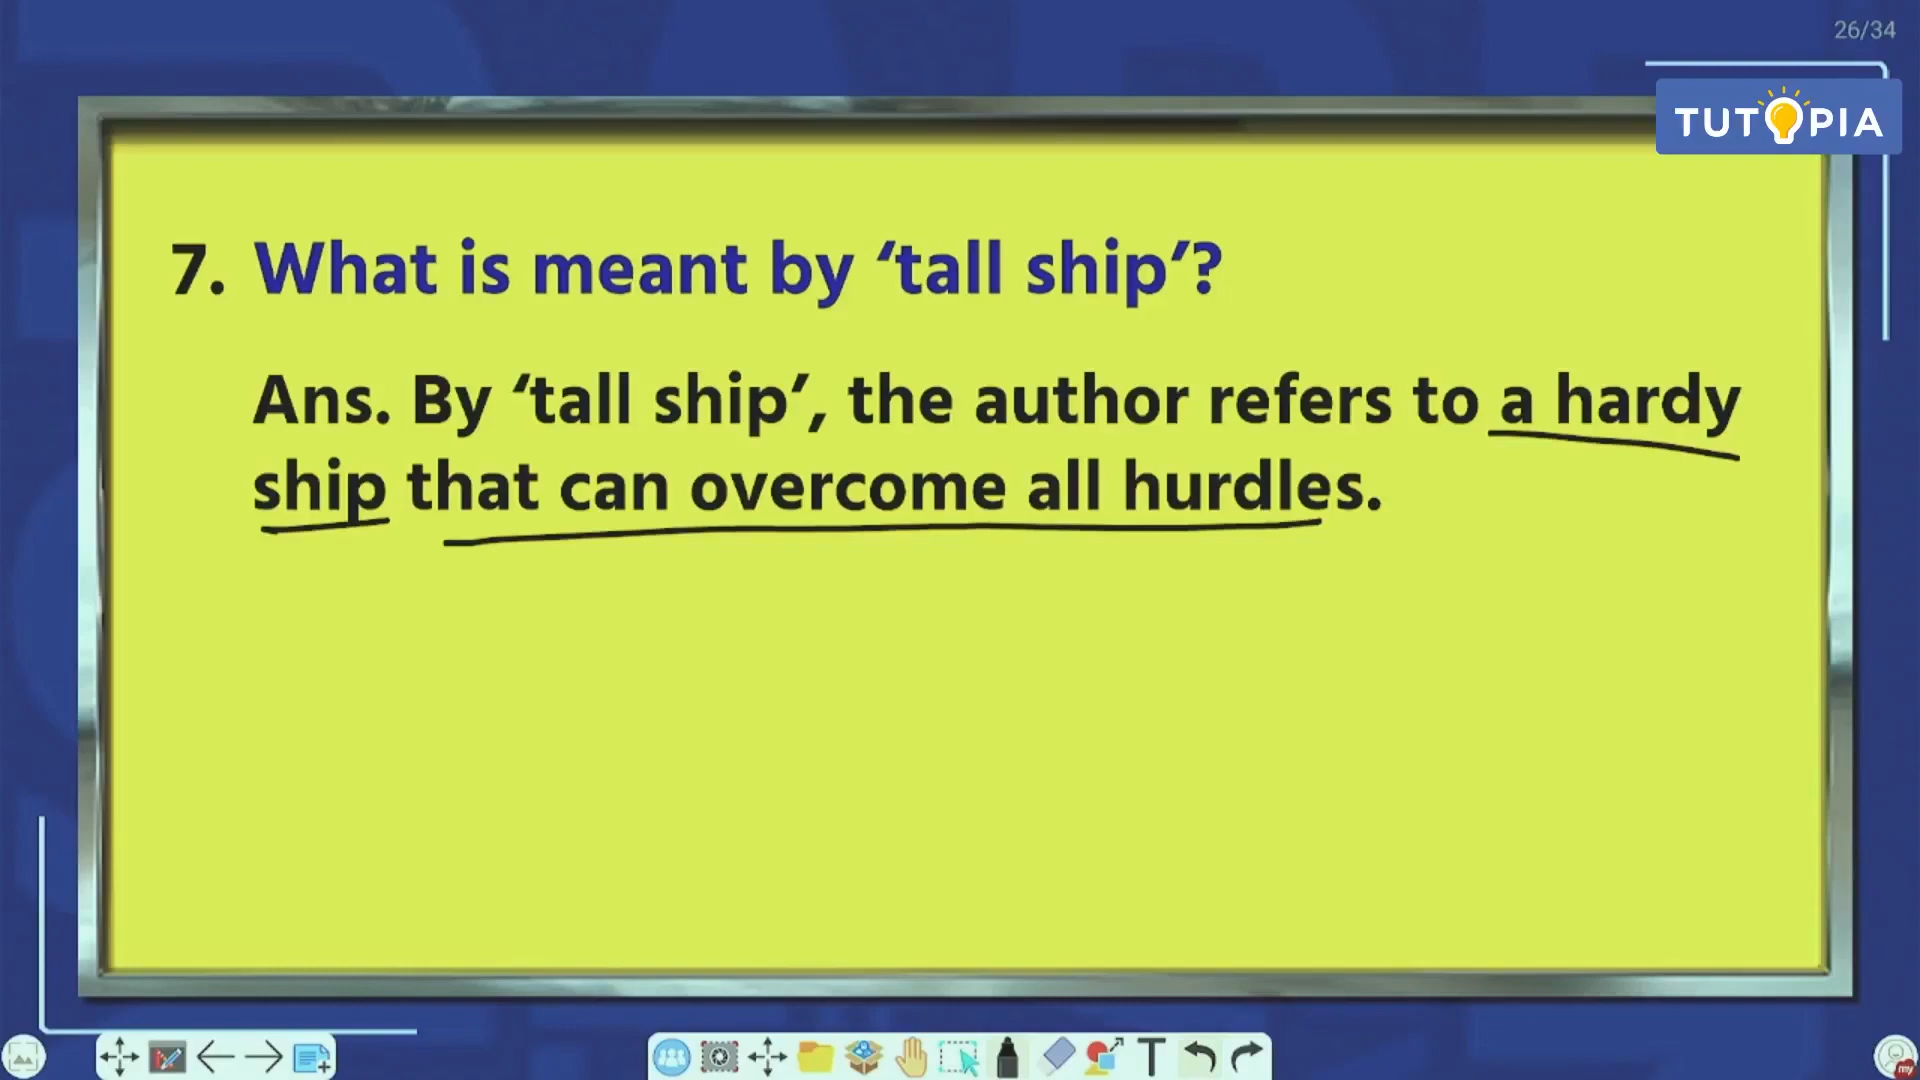 26/34
TUTOPIA
7. What is meant by ‘tall ship’?
Ans. By ‘tall ship’, the author refers to a hardy
ship that can overcome all hurdles.
T
my